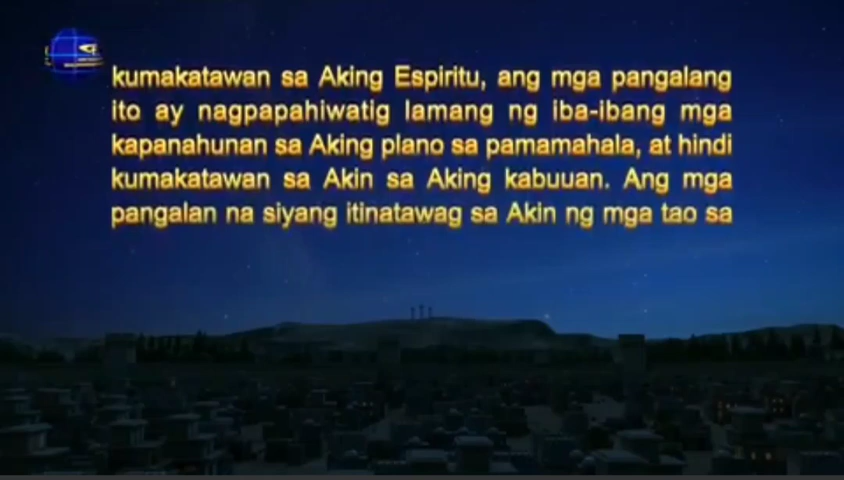 kumakatawan sa Aking Espiritu, ang mga pangalang
ito ay nagpapahiwatig lamang ng iba-ibang mga
kapanahunan sa Aking plano sa pamamahala, at hindi
kumakatawan sa Akin sa Aking kabuuan. Ang mga
pangalan na siyang itinatawag sa Akin ng mga tao sa